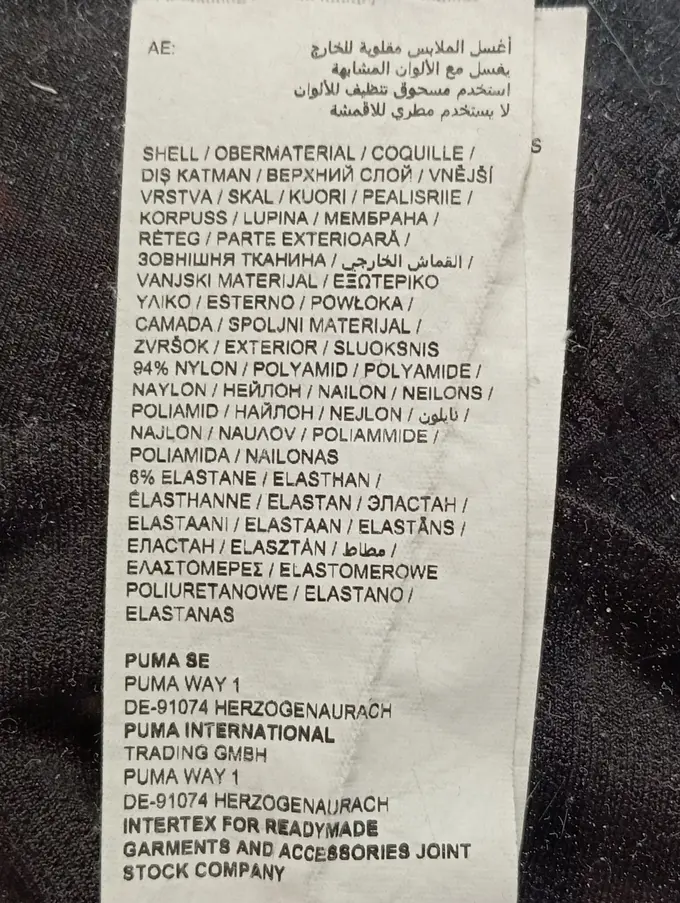 AE:
أغسل الملابس مقلوبة للخارج
يغسل مع الألوان المشابهة
استخدم مسحوق تنظيف للألوان
لا يستخدم مطري للاقمشة
S
SHELL / OBERMATERIAL / COQUILLE /
DIŞ KATMAN / ВЕРХНИЙ СЛОЙ / VNĚJŠÍ
VRSTVA / SKAL / KUORI / PEALISRIIE /
KORPUSS / LUPINA / МЕМБРАНА /
RÉTEG / PARTE EXTERIOARĂ /
ЗОВНІШНЯ ТКАНИНА / القماش الخارجي /
VANJSKI MATERIJAL / ΕΞΩΤΕΡΙΚΟ
ΥΛΙΚΟ / ESTERNO / POWŁOKA /
CAMADA / SPOLJNI MATERIJAL /
ZVRŠOK / EXTERIOR / SLUOKSNIS
94% NYLON / POLYAMID / POLYAMIDE /
NAYLON / НЕЙЛОН / NAILON / NEILONS /
POLIAMID / НАЙЛОН / NEJLON / نايلون /
NAJLON / ΝΑΥΛΟΝ / POLIAMMIDE /
POLIAMIDA / NAILONAS
6% ELASTANE / ELASTHAN /
ÉLASTHANNE / ELASTAN / ЭЛАСТАН /
ELASTAANI / ELASTAAN / ELASTĀNS /
ЕЛАСТАН / ELASZTÁN / مطاط /
ΕΛΑΣΤΟΜΕΡΕΣ / ELASTOMEROWE
POLIURETANOWE / ELASTANO /
ELASTANAS
PUMA SE
PUMA WAY 1
DE-91074 HERZOGENAURACH
PUMA INTERNATIONAL
TRADING GMBH
PUMA WAY 1
DE-91074 HERZOGENAURACH
INTERTEX FOR READYMADE
GARMENTS AND ACCESSORIES JOINT
STOCK COMPANY